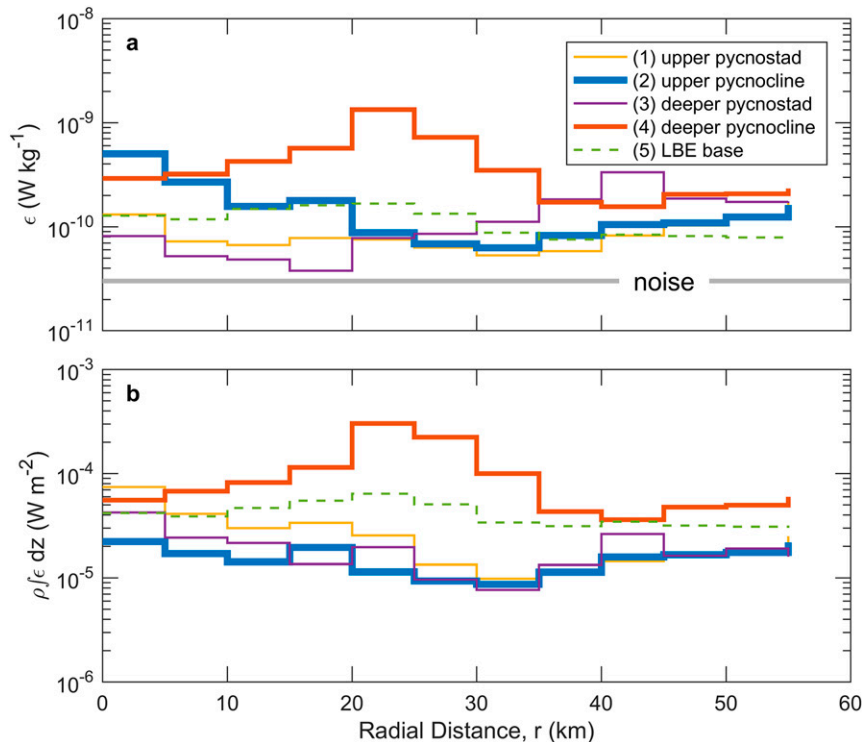 a
ϵ (W kg⁻¹)
10⁻⁸
10⁻⁹
10⁻¹⁰
10⁻¹¹
(1) upper pycnostad
(2) upper pycnocline
(3) deeper pycnostad
(4) deeper pycnocline
(5) LBE base
noise
b
ρ∫ϵ dz (W m⁻²)
10⁻³
10⁻⁴
10⁻⁵
10⁻⁶
0 10 20 30 40 50 60
Radial Distance, r (km)